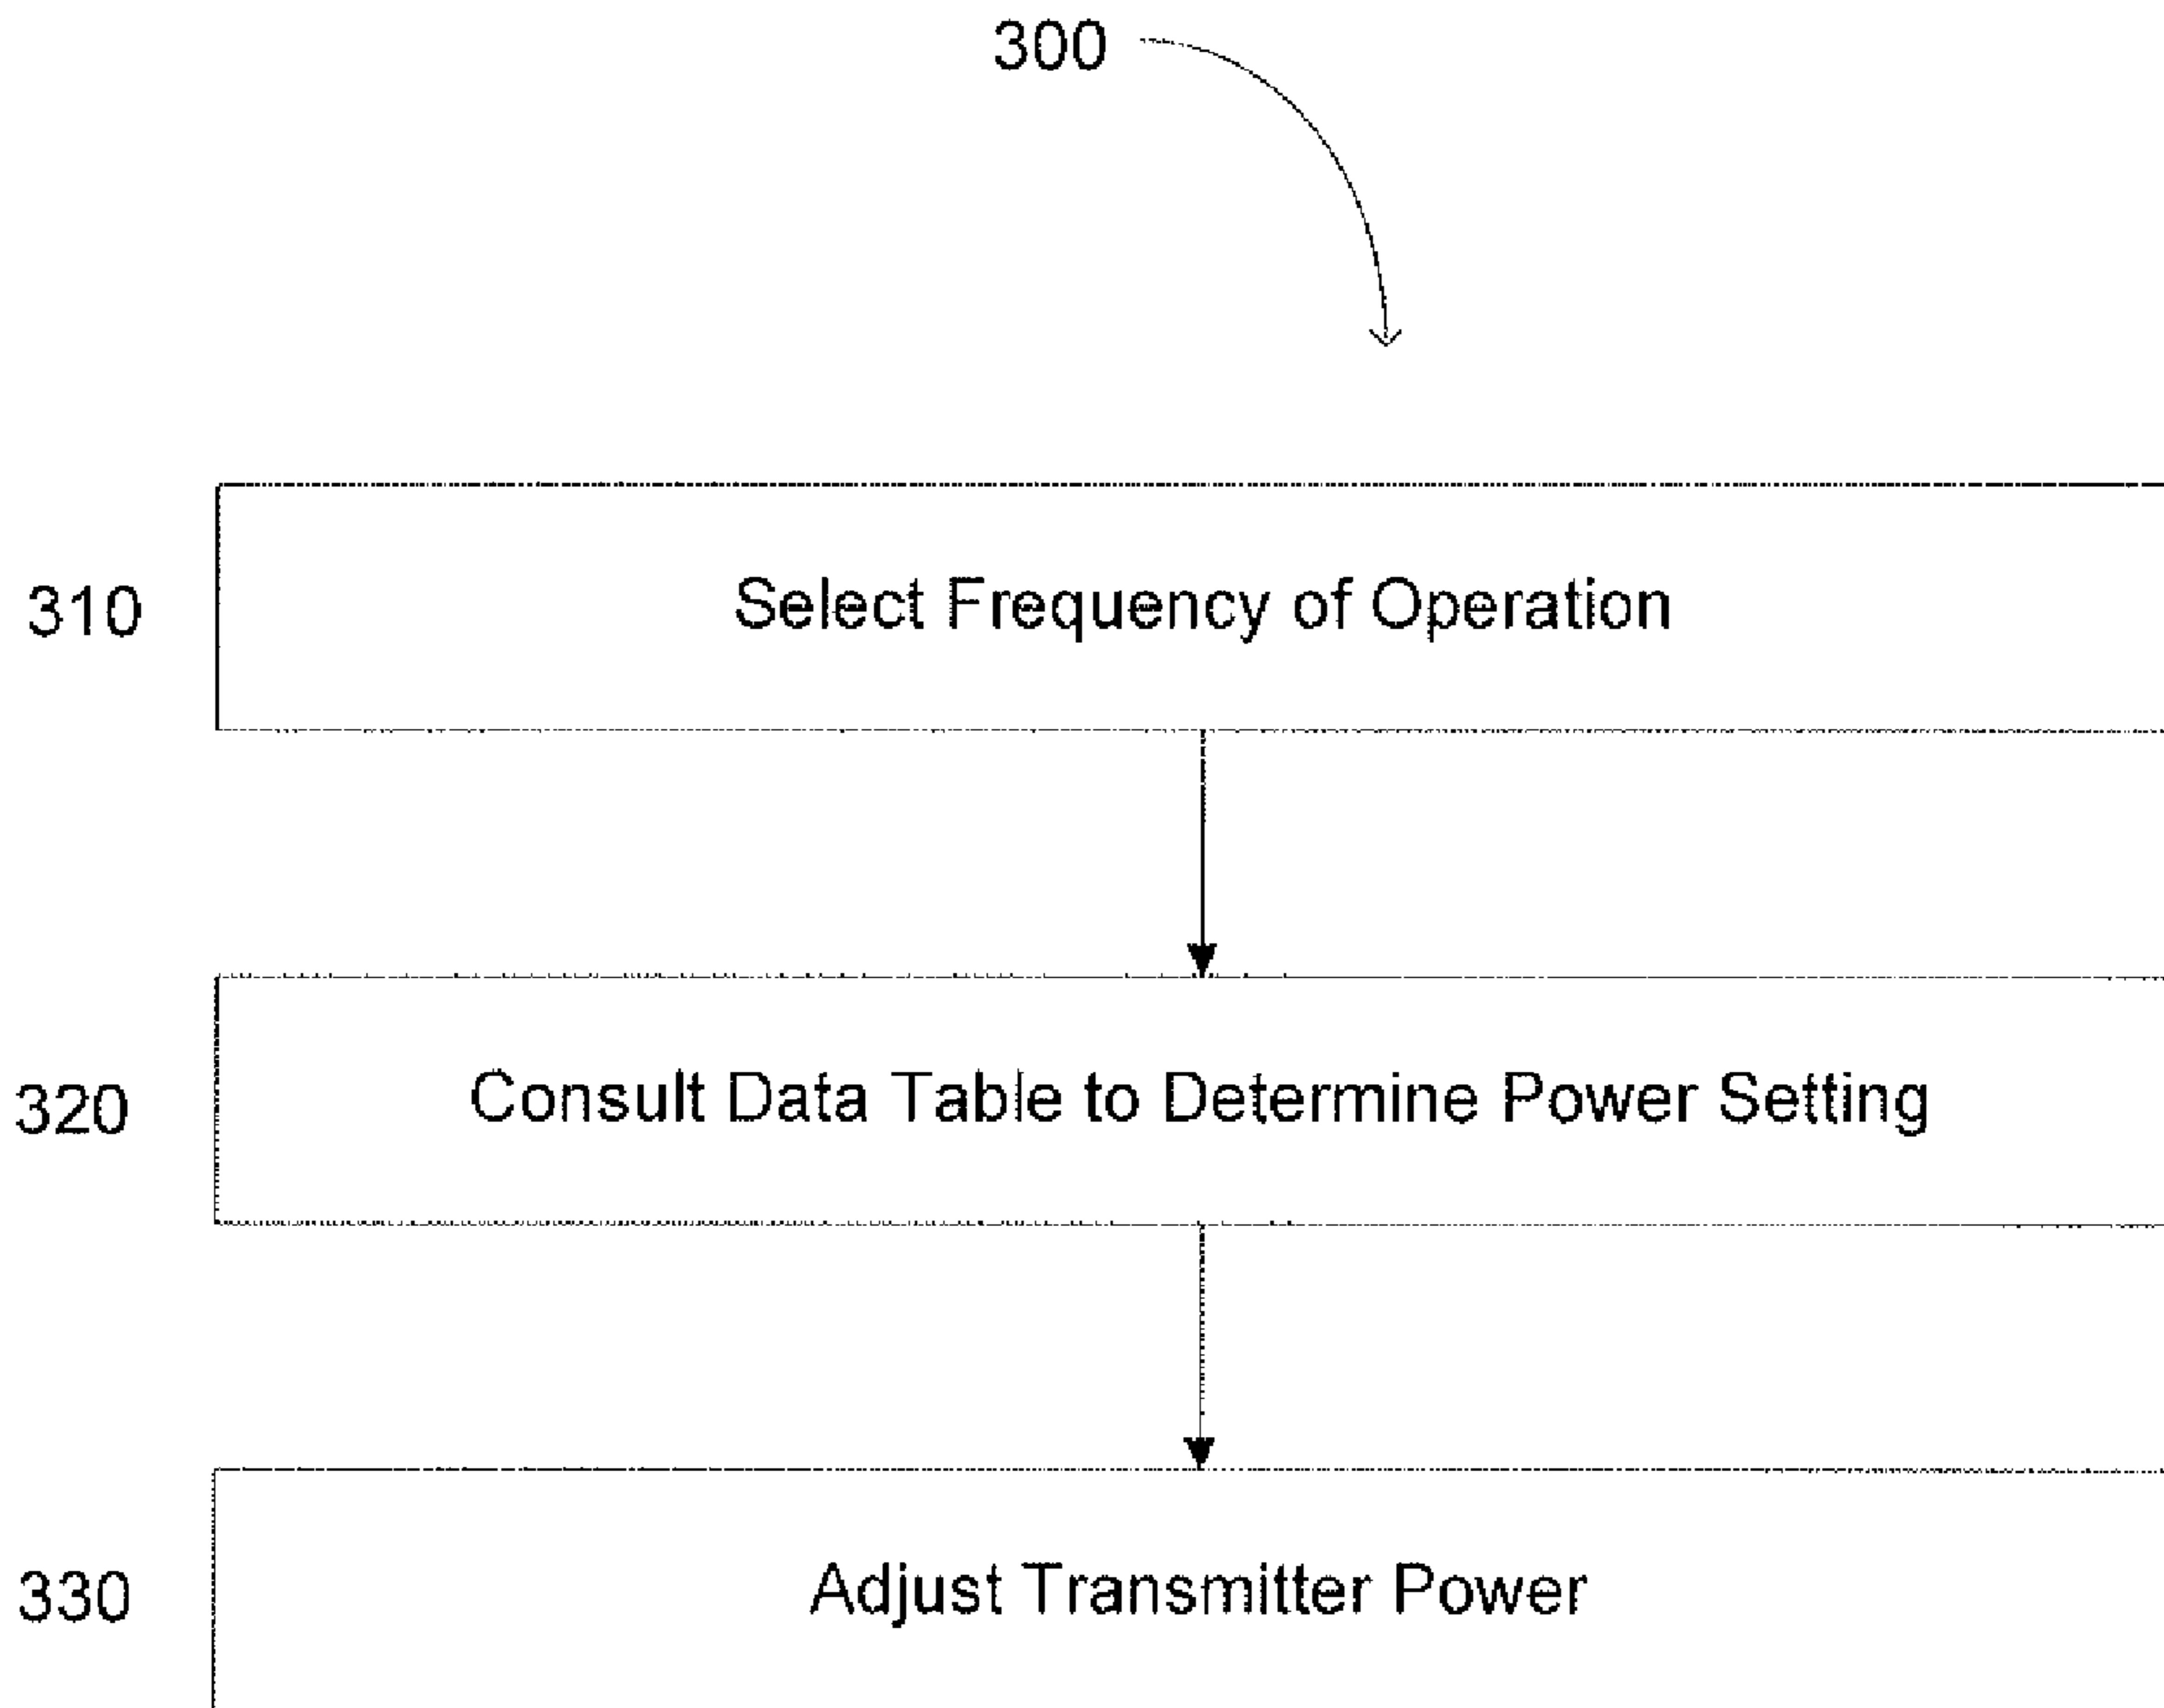 300
310
Select Frequency of Operation
320
Consult Data Table to Determine Power Setting
330
Adjust Transmitter Power